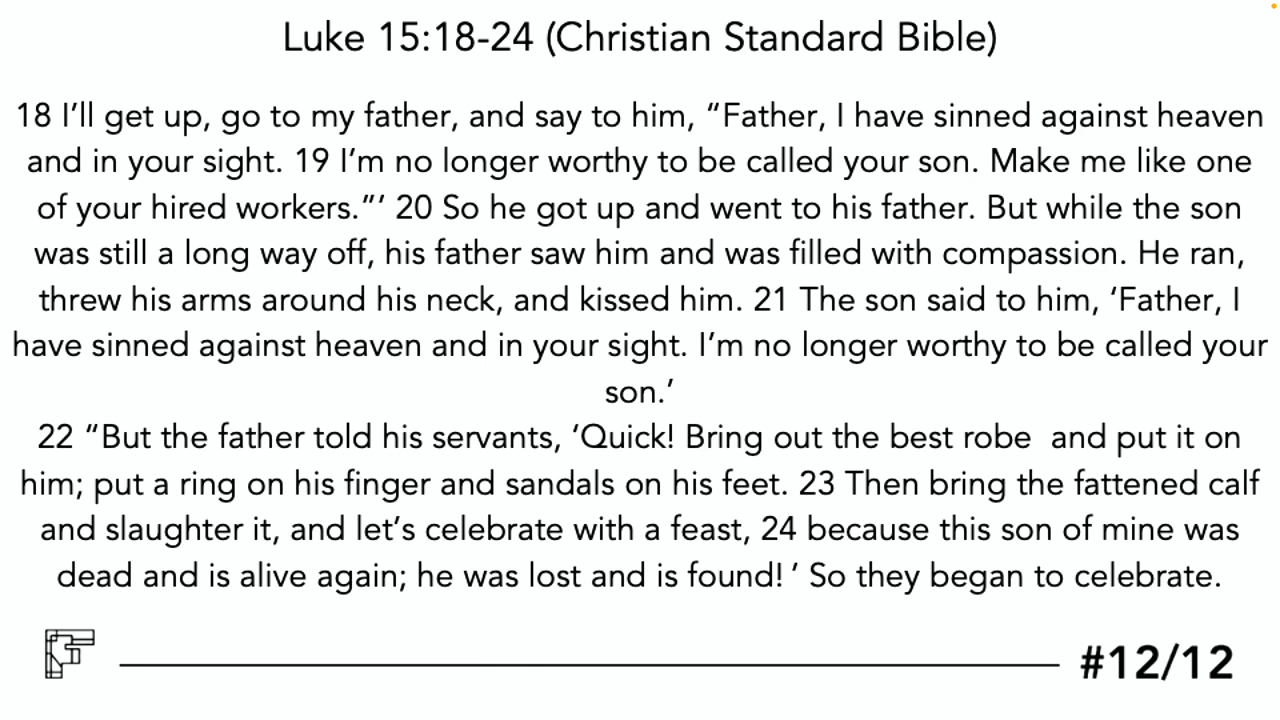 Luke 15:18-24 (Christian Standard Bible)
18 I’ll get up, go to my father, and say to him, “Father, I have sinned against heaven
and in your sight. 19 I’m no longer worthy to be called your son. Make me like one
of your hired workers.”’ 20 So he got up and went to his father. But while the son
was still a long way off, his father saw him and was filled with compassion. He ran,
threw his arms around his neck, and kissed him. 21 The son said to him, ‘Father, I
have sinned against heaven and in your sight. I’m no longer worthy to be called your
son.’
22 “But the father told his servants, ‘Quick! Bring out the best robe  and put it on
him; put a ring on his finger and sandals on his feet. 23 Then bring the fattened calf
and slaughter it, and let’s celebrate with a feast, 24 because this son of mine was
dead and is alive again; he was lost and is found! ’ So they began to celebrate.
#12/12